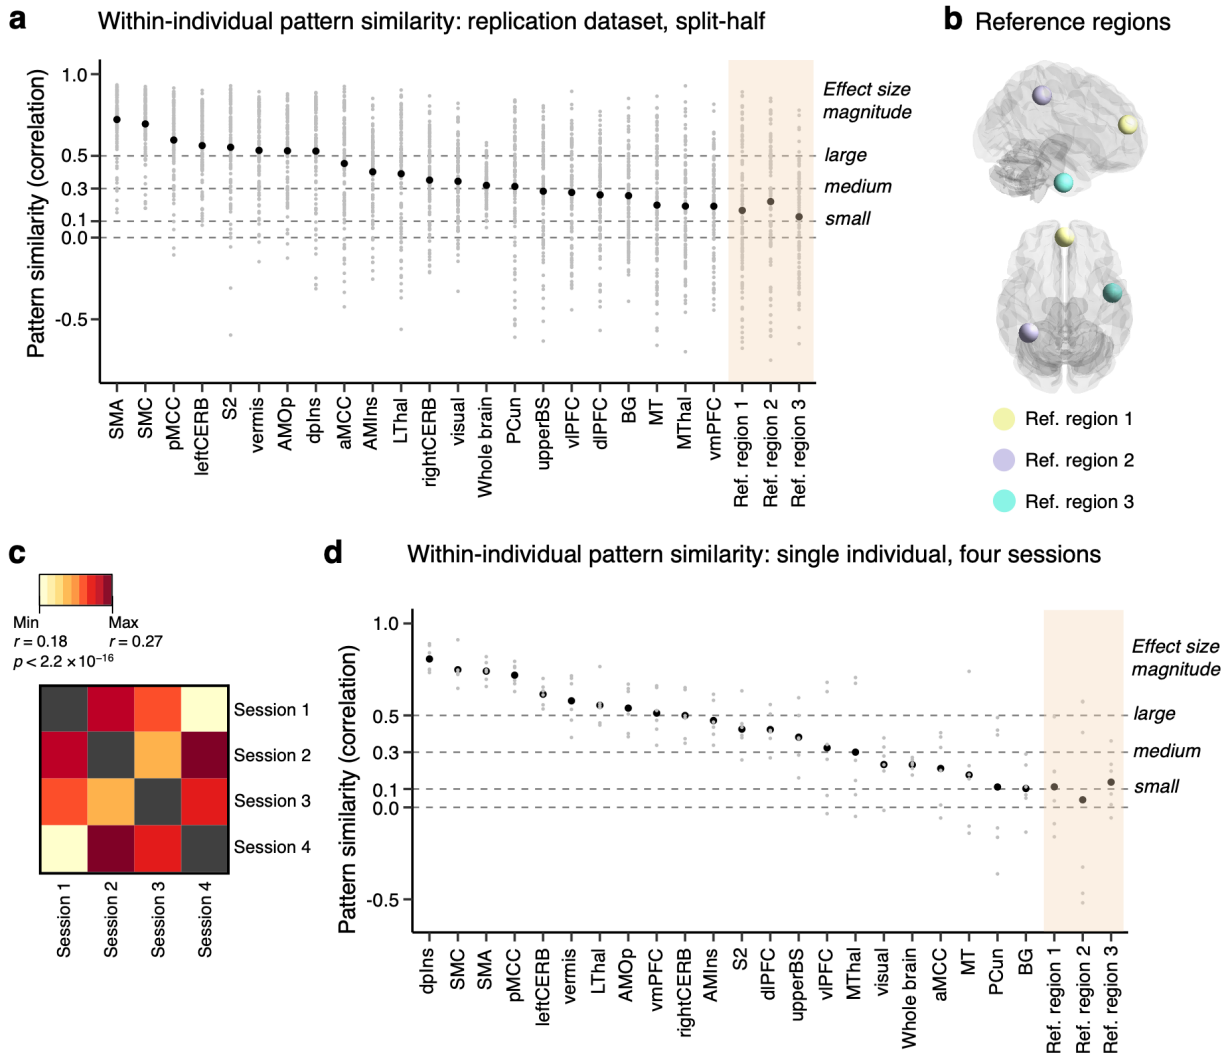 a
Within-individual pattern similarity: replication dataset, split-half
Pattern similarity (correlation)
1.0
0.5
0.3
0.1
0.0
-0.5
Effect size
magnitude
large
medium
small
SMA
SMC
pMCC
leftCERB
S2
vermis
AMOp
dpIns
aMCC
AMIns
LThal
rightCERB
visual
Whole brain
PCun
upperBS
vlPFC
dlPFC
BG
MT
MThal
vmPFC
Ref. region 1
Ref. region 2
Ref. region 3
b
Reference regions
Ref. region 1
Ref. region 2
Ref. region 3
c
Min
Max
r = 0.18
r = 0.27
p < 2.2 × 10⁻¹⁶
Session 1
Session 2
Session 3
Session 4
Session 1
Session 2
Session 3
Session 4
d
Within-individual pattern similarity: single individual, four sessions
Pattern similarity (correlation)
1.0
0.5
0.3
0.1
0.0
-0.5
Effect size
magnitude
large
medium
small
dpIns
SMC
SMA
pMCC
leftCERB
vermis
LThal
AMOp
vmPFC
rightCERB
AMIns
S2
dlPFC
upperBS
vlPFC
MThal
visual
Whole brain
aMCC
MT
PCun
BG
Ref. region 1
Ref. region 2
Ref. region 3